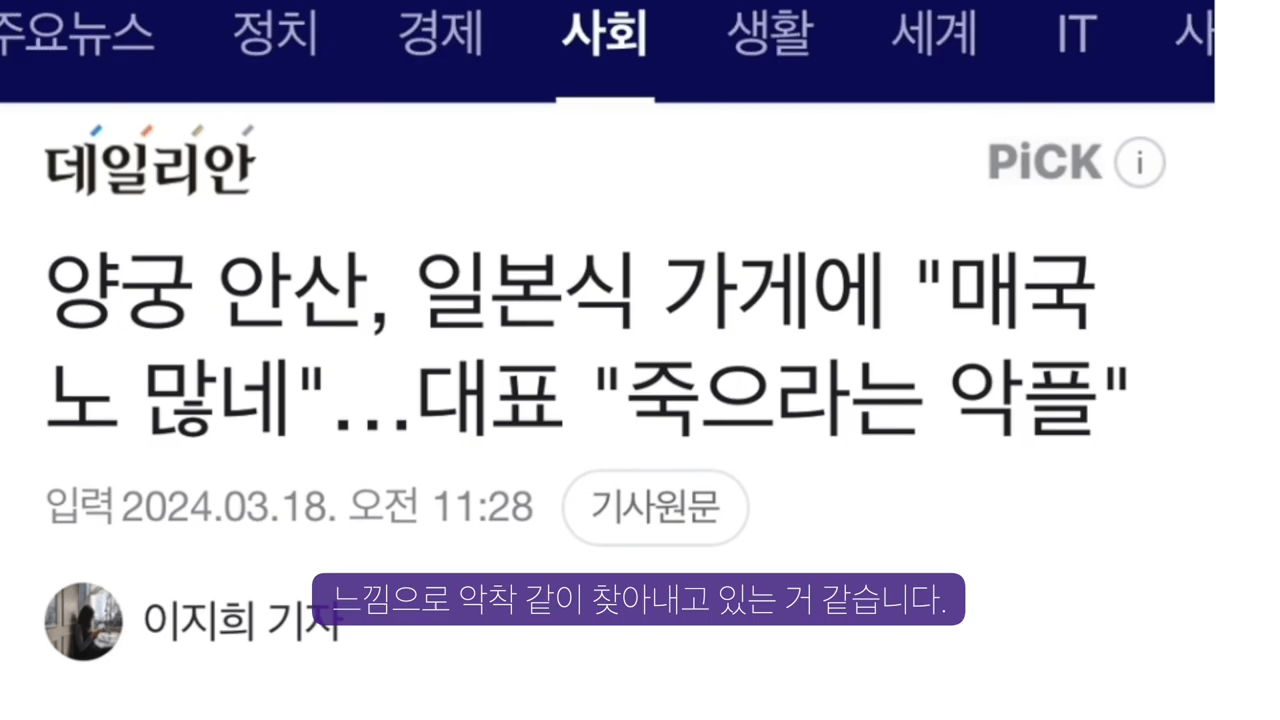 주요뉴스 정치 경제 사회 생활 세계 IT 사
데일리안 PiCK i
양궁 안산, 일본식 가게에 "매국
노 많네"…대표 "죽으라는 악플"
입력 2024.03.18. 오전 11:28 기사원문
느낌으로 악착 같이 찾아내고 있는 거 같습니다.
이지희 기자